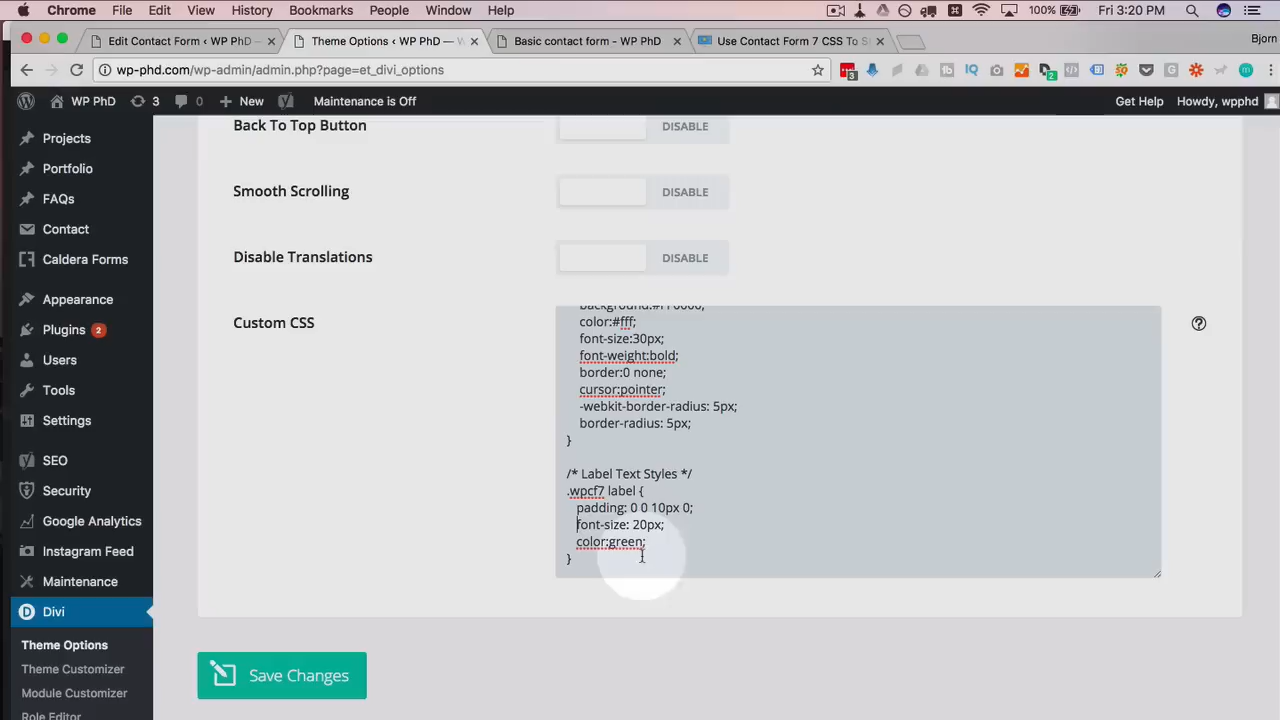 Chrome File Edit View History Bookmarks People Window Help 100% Fri 3:20 PM
Edit Contact Form ‹ WP PhD — Theme Options ‹ WP PhD — Basic contact form - WP PhD Use Contact Form 7 CSS To S Bjorn
wp-phd.com/wp-admin/admin.php?page=et_divi_options
WP PhD 3 0 New Maintenance is Off Get Help Howdy, wpphd
Projects
Portfolio
FAQs
Contact
Caldera Forms
Appearance
Plugins 2
Users
Tools
Settings
SEO
Security
Google Analytics
Instagram Feed
Maintenance
Divi
Theme Options
Theme Customizer
Module Customizer
Role Editor
Back To Top Button DISABLE
Smooth Scrolling DISABLE
Disable Translations DISABLE
Custom CSS
color:#fff;
font-size:30px;
font-weight:bold;
border:0 none;
cursor:pointer;
-webkit-border-radius: 5px;
border-radius: 5px;
}
/* Label Text Styles */
.wpcf7 label {
padding: 0 0 10px 0;
font-size: 20px;
color:green;
}
Save Changes